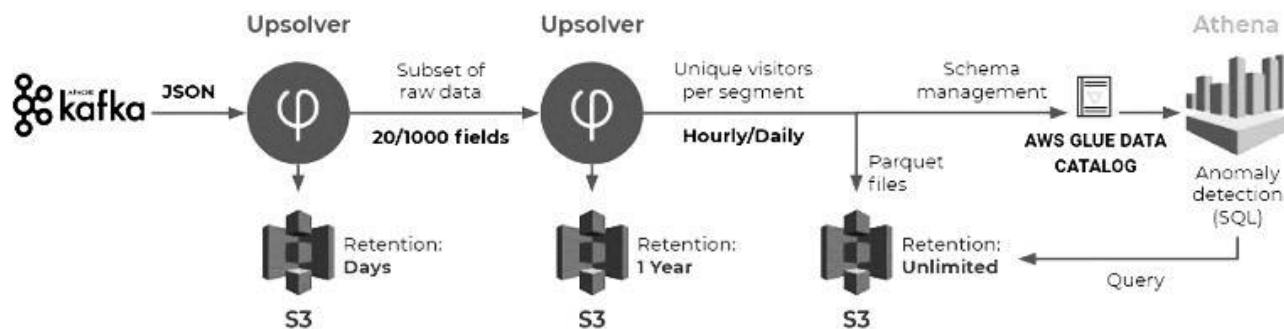 Upsolver
Upsolver
Athena
APACHE
kafka
JSON
Subset of
raw data
20/1000 fields
Unique visitors
per segment
Hourly/Daily
Schema
management
AWS GLUE DATA
CATALOG
Parquet
files
Anomaly
detection
(SQL)
Retention:
Days
Retention:
1 Year
Retention:
Unlimited
Query
S3
S3
S3